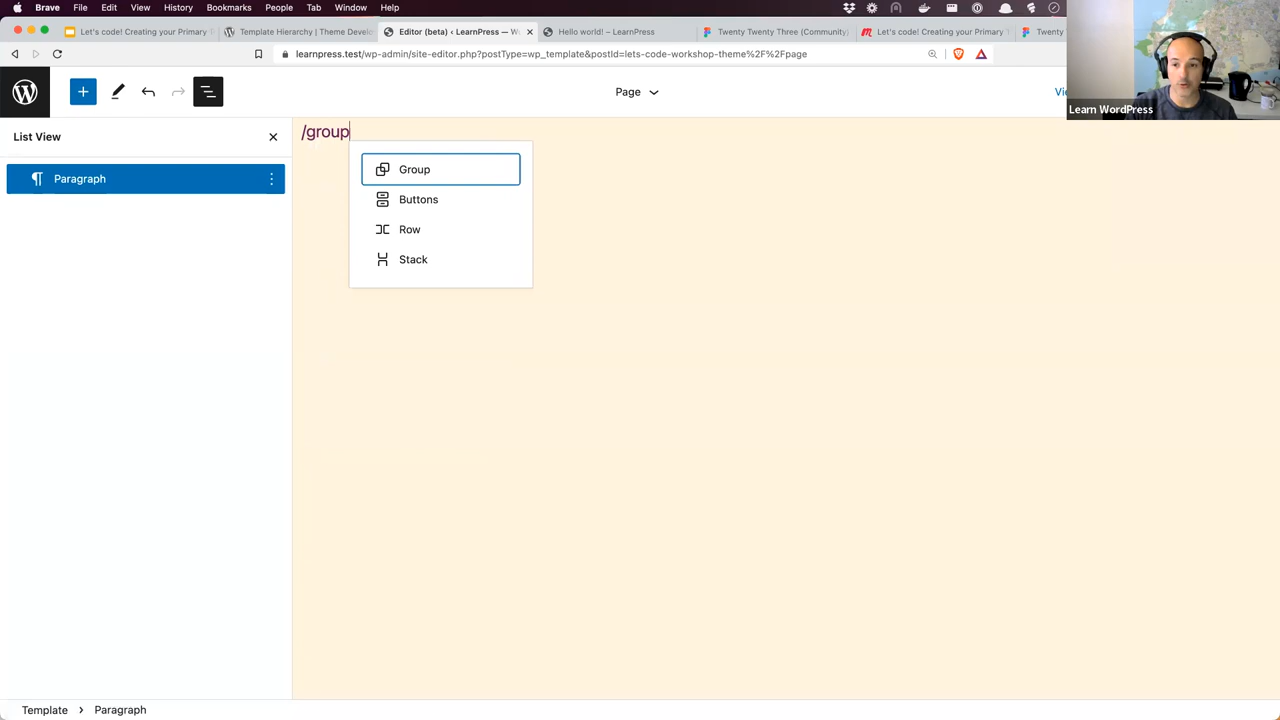 Brave File Edit View History Bookmarks People Tab Window Help
Let's code! Creating your Primary
Template Hierarchy | Theme Develo
Editor (beta) ‹ LearnPress — W
Hello world! – LearnPress
Twenty Twenty Three (Community)
Let's code! Creating your Primary T
Twenty
learnpress.test/wp-admin/site-editor.php?postType=wp_template&postId=lets-code-workshop-theme%2F%2Fpage
Page
Vie
Learn WordPress
List View
Paragraph
/group
Group
Buttons
Row
Stack
Template › Paragraph